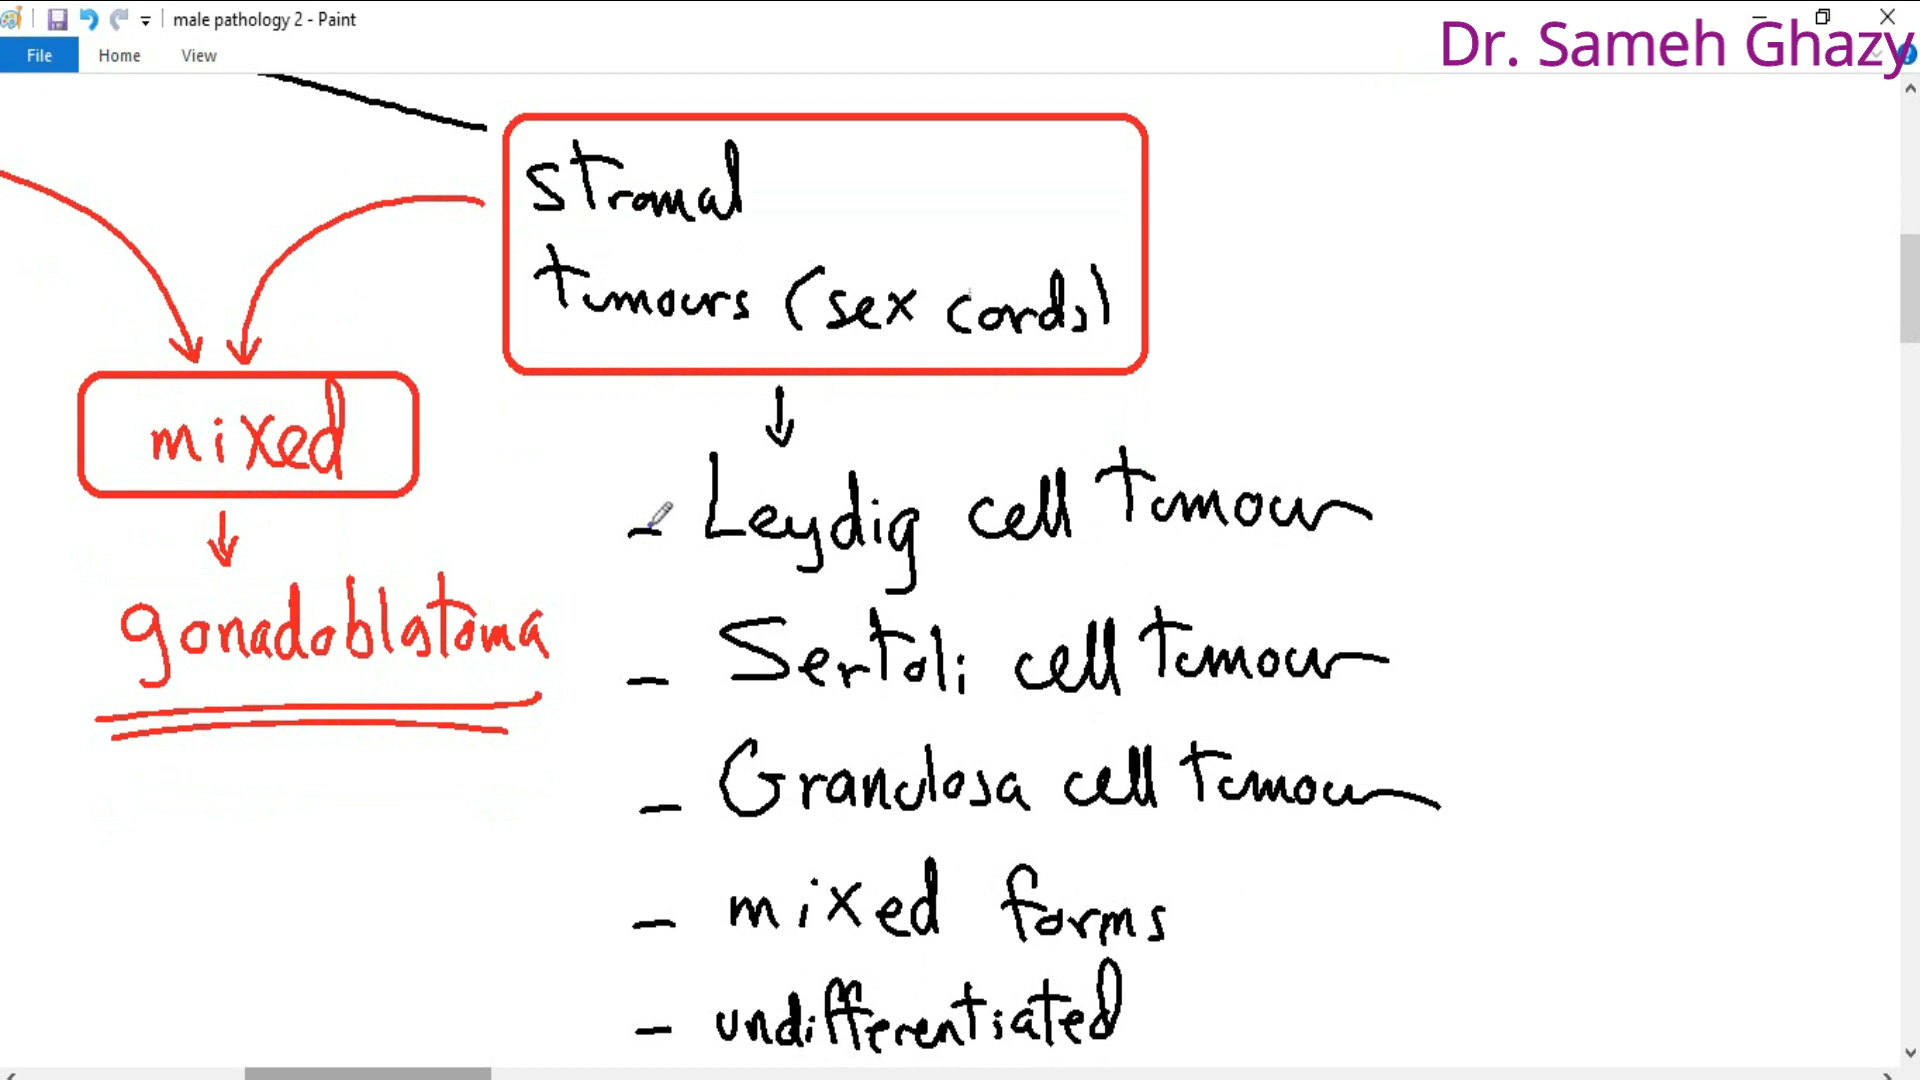 male pathology 2 - Paint
Dr. Sameh Ghazy
File Home View
stromal
tumours (sex cords)
mixed
gonadoblatoma
- Leydig cell tumour
- Sertoli cell tumour
- Granulosa cell tumour
- mixed forms
- undifferentiated